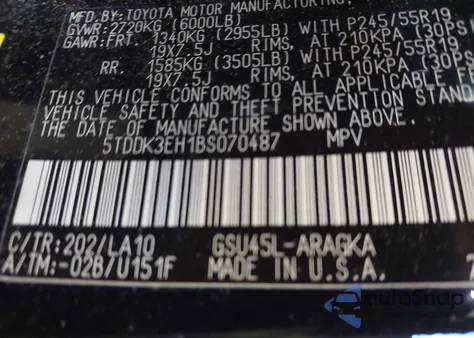 MFD.BY: TOYOTA MOTOR MANUFACTURING,
GVWR: 2720KG (6000LB)
GAWR: FRT. 1340KG (2955LB) WITH P245/55R19
19X7.5J RIMS, AT 210KPA (30PS
RR. 1585KG (3505LB) WITH P245/55R19
19X7.5J RIMS, AT 210KPA (30PS
THIS VEHICLE CONFORMS TO ALL APPLICABLE
VEHICLE SAFETY AND THEFT PREVENTION STAND
THE DATE OF MANUFACTURE SHOWN ABOVE.
5TDDK3EH1BS070487 MPV
C/TR: 202/LA10 GSU45L-ARAGKA
A/TM: -02B/U151F MADE IN U.S.A.
AutoSnap